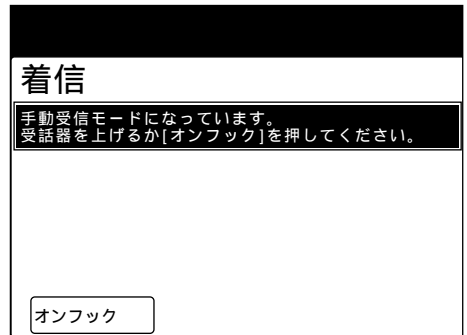 着信
手動受信モードになっています。
受話器を上げるか[オンフック]を押してください。
オンフック